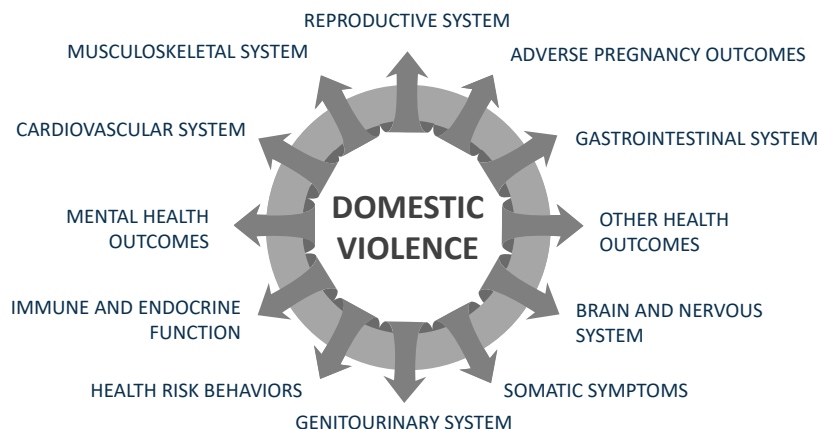 REPRODUCTIVE SYSTEM
MUSCULOSKELETAL SYSTEM
ADVERSE PREGNANCY OUTCOMES
CARDIOVASCULAR SYSTEM
GASTROINTESTINAL SYSTEM
DOMESTIC
VIOLENCE
MENTAL HEALTH
OUTCOMES
OTHER HEALTH
OUTCOMES
IMMUNE AND ENDOCRINE
FUNCTION
BRAIN AND NERVOUS
SYSTEM
HEALTH RISK BEHAVIORS
SOMATIC SYMPTOMS
GENITOURINARY SYSTEM